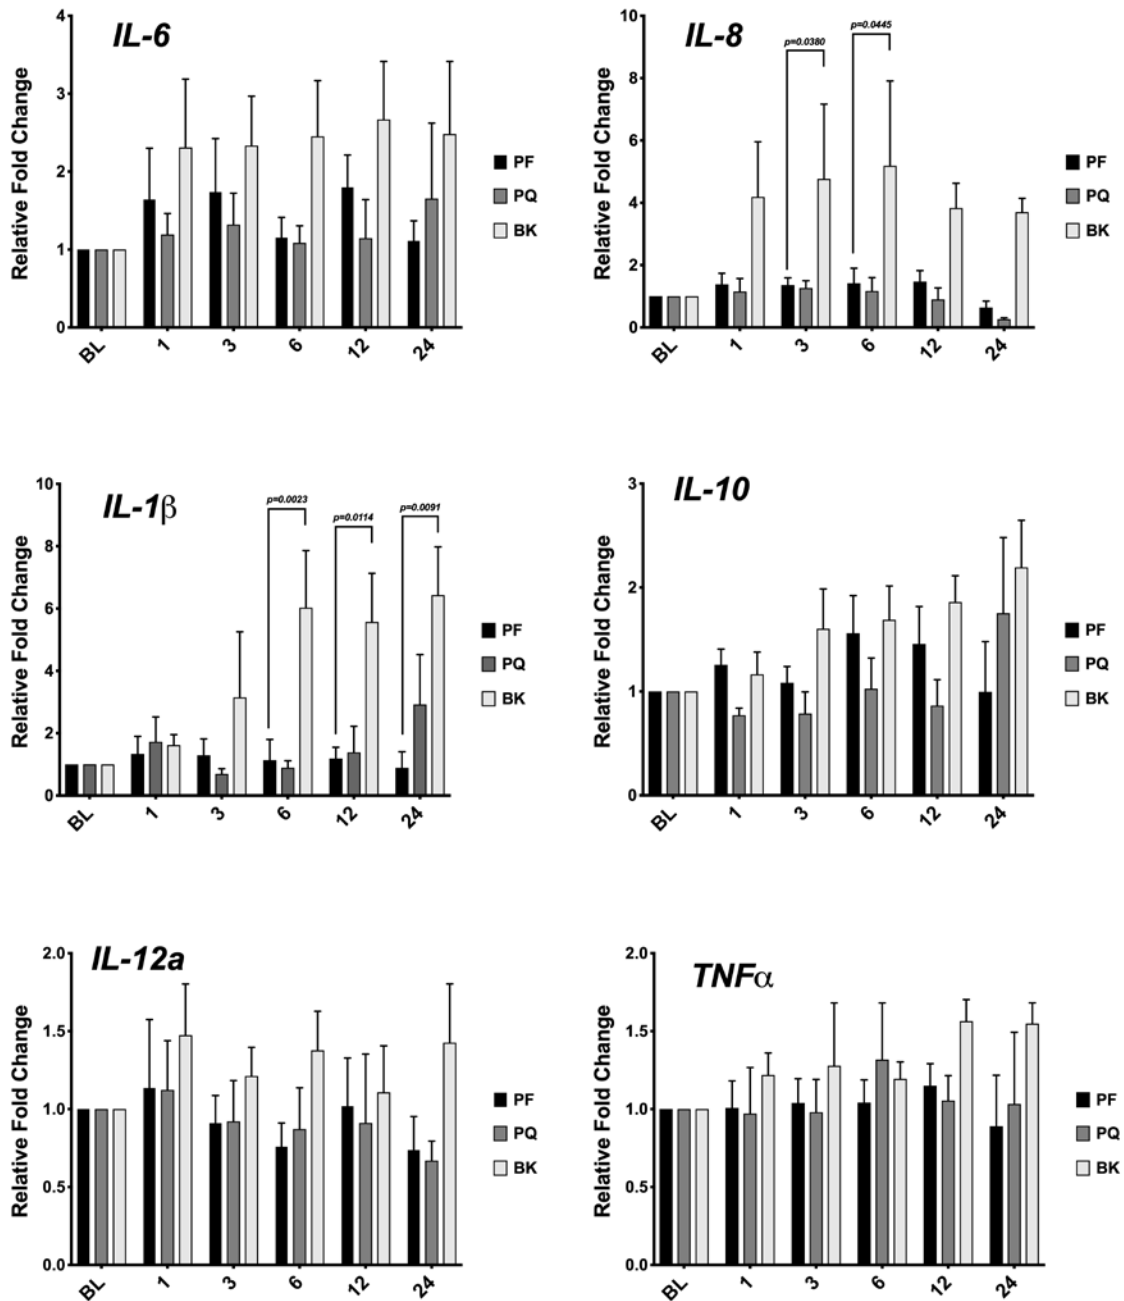 IL-6
Relative Fold Change
4
3
2
1
0
BL 1 3 6 12 24
PF
PQ
BK
IL-8
Relative Fold Change
10
8
6
4
2
0
p=0.0380
p=0.0445
BL 1 3 6 12 24
PF
PQ
BK
IL-1β
Relative Fold Change
10
8
6
4
2
0
p=0.0023
p=0.0114
p=0.0091
BL 1 3 6 12 24
PF
PQ
BK
IL-10
Relative Fold Change
3
2
1
0
BL 1 3 6 12 24
PF
PQ
BK
IL-12a
Relative Fold Change
2.0
1.5
1.0
0.5
0.0
BL 1 3 6 12 24
PF
PQ
BK
TNFα
Relative Fold Change
2.0
1.5
1.0
0.5
0.0
BL 1 3 6 12 24
PF
PQ
BK